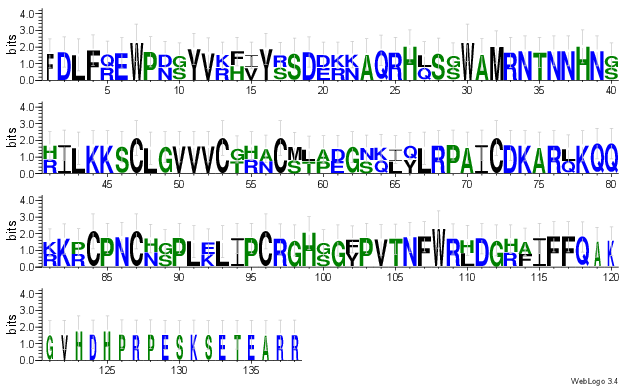 bits
4.0
3.0
2.0
1.0
0.0
FDLFQEWPDGYVKFIYRSDDKKAQRHLSGWAMRNTNNHNG
5 10 15 20 25 30 35 40
bits
4.0
3.0
2.0
1.0
0.0
HILKKSCLGVVVCGHACMLADGNKIQLRPAICDKARLKQQ
45 50 55 60 65 70 75 80
bits
4.0
3.0
2.0
1.0
0.0
KKPCPNCHGPLELIPCRGHSGFPVTNFWRHDGHAIFFQAK
85 90 95 100 105 110 115 120
bits
4.0
3.0
2.0
1.0
0.0
GVHDHPRPESKSETEARR
125 130 135
WebLogo 3.4